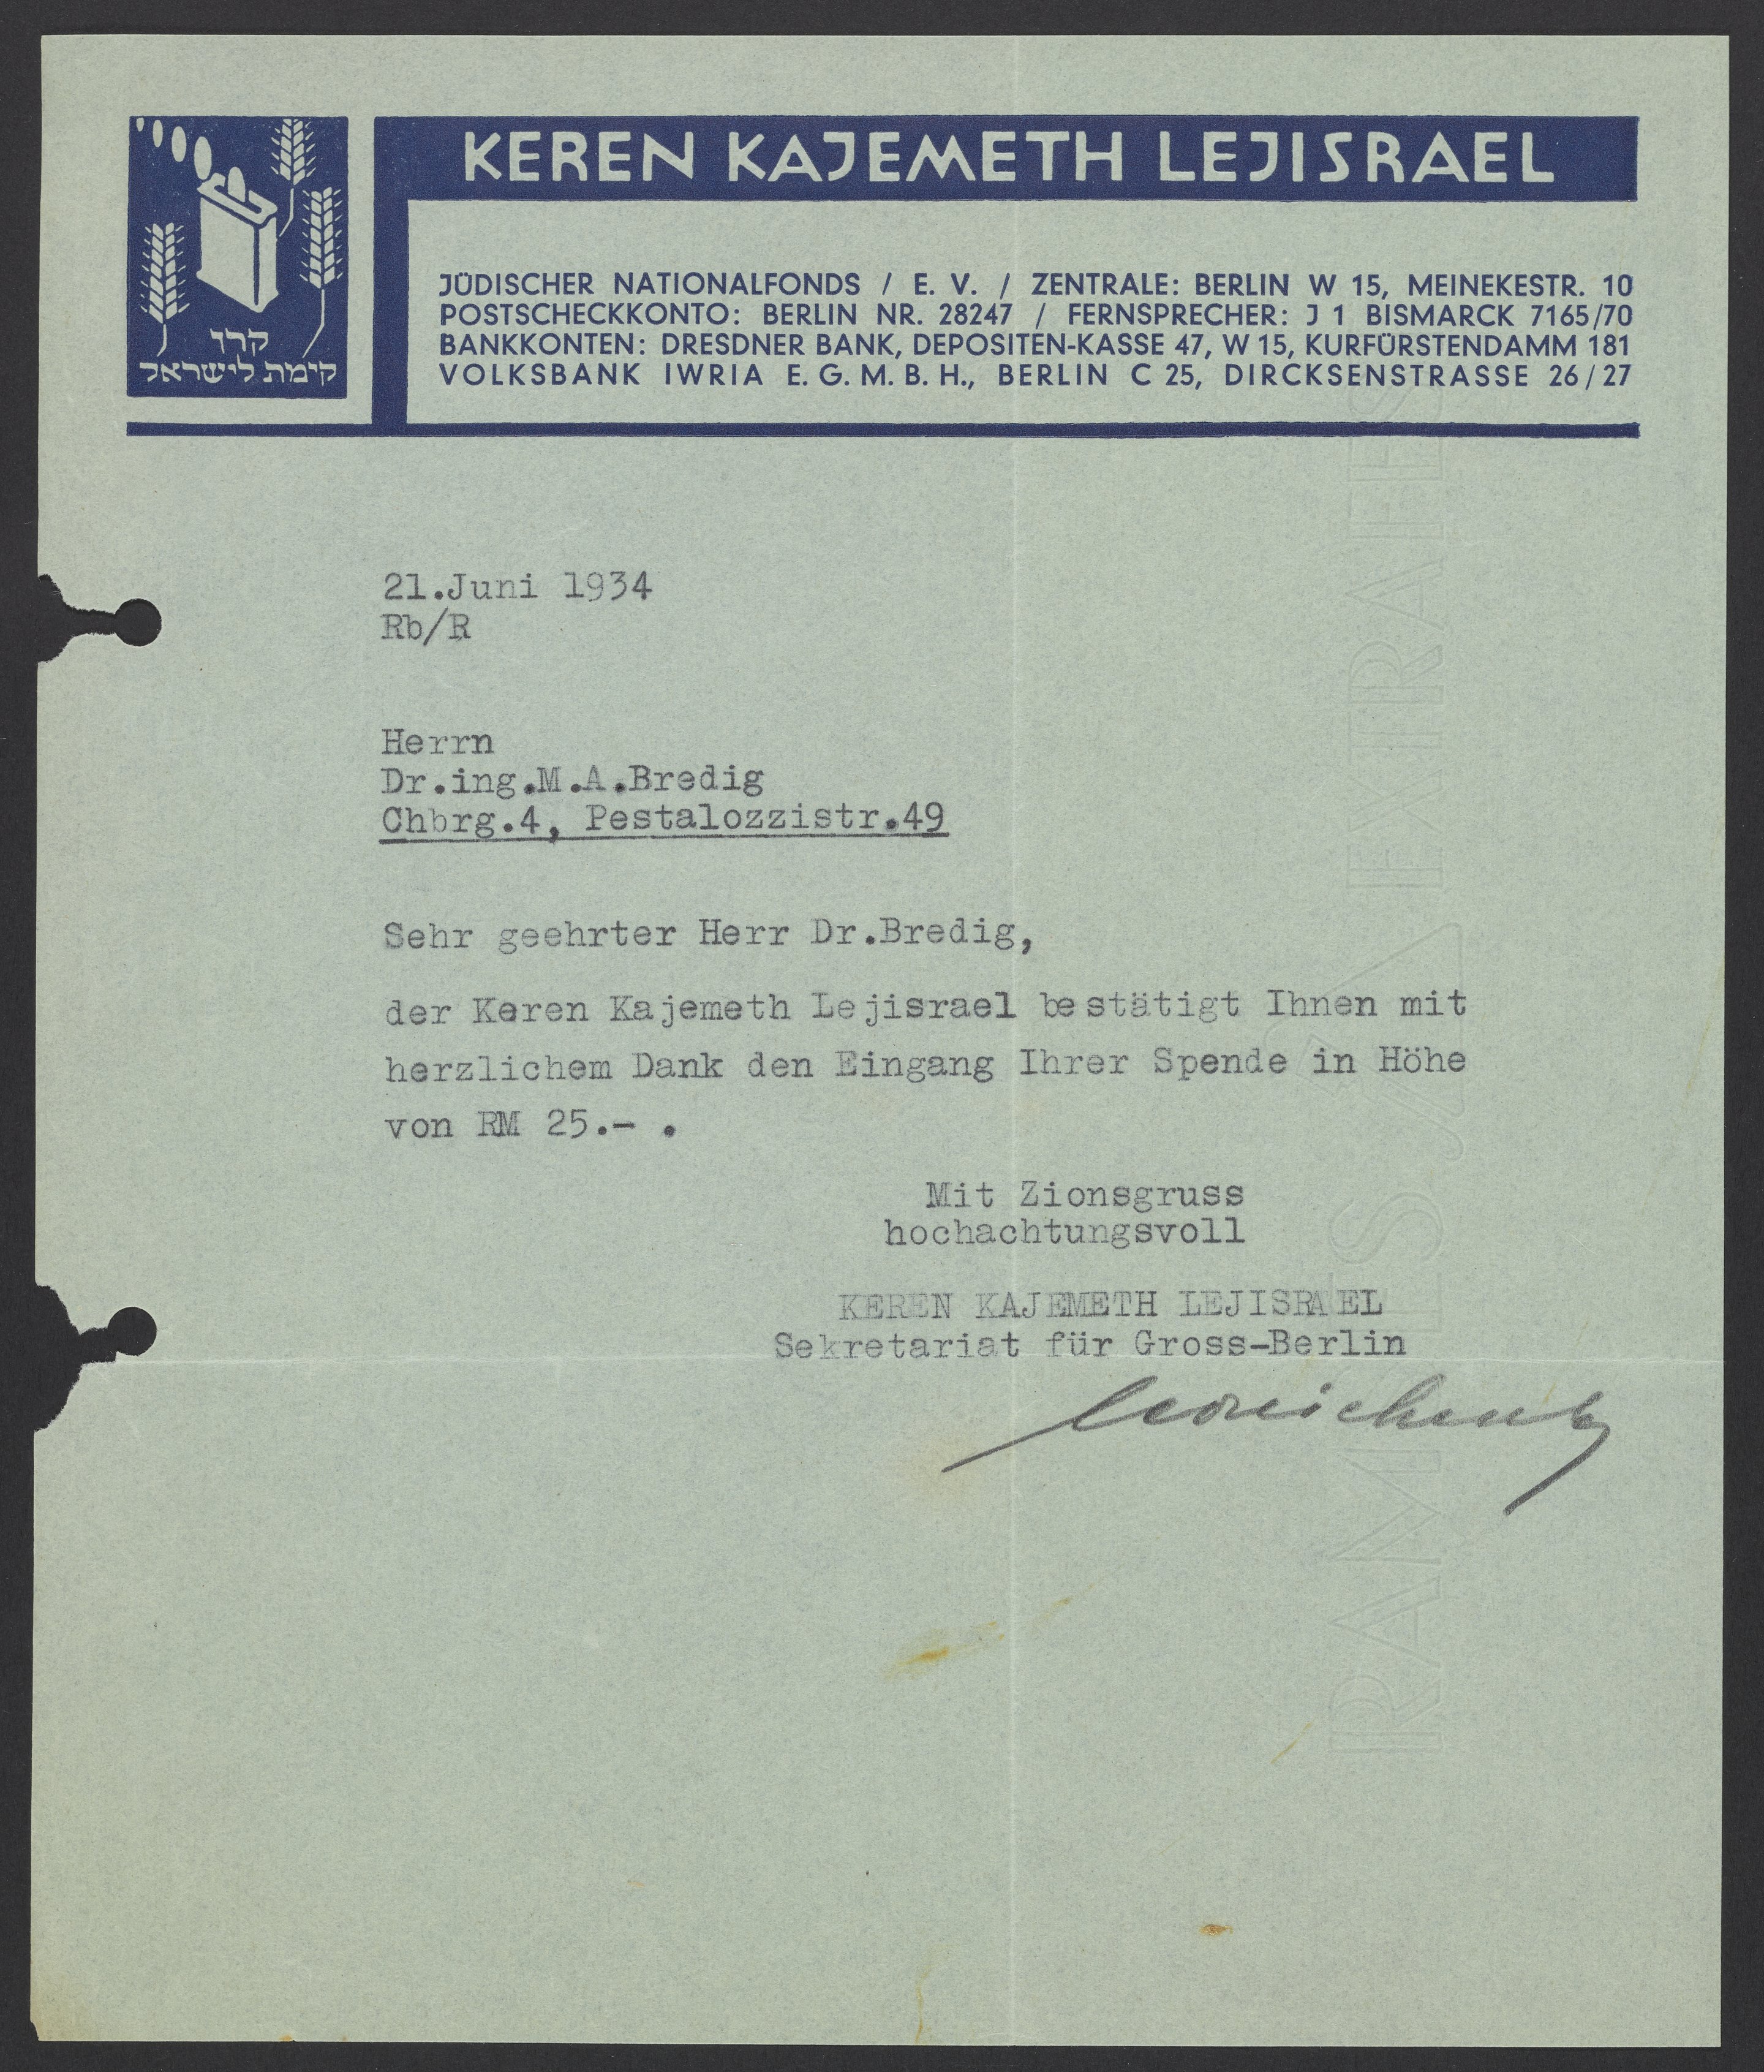 KEREN KAJEMETH LEJISRAEL
קרן
קימת לישראל
JÜDISCHER NATIONALFONDS / E. V. / ZENTRALE: BERLIN W 15, MEINEKESTR. 10
POSTSCHECKKONTO: BERLIN NR. 28247 / FERNSPRECHER: J 1 BISMARCK 7165/70
BANKKONTEN: DRESDNER BANK, DEPOSITEN-KASSE 47, W 15, KURFÜRSTENDAMM 181
VOLKSBANK IWRIA E. G. M. B. H., BERLIN C 25, DIRCKSENSTRASSE 26/27
21.Juni 1934
Rb/R
Herrn
Dr.ing.M.A.Bredig
Chbrg.4, Pestalozzistr.49
Sehr geehrter Herr Dr.Bredig,
der Keren Kajemeth Lejisrael bestätigt Ihnen mit
herzlichem Dank den Eingang Ihrer Spende in Höhe
von RM 25.- .
Mit Zionsgruss
hochachtungsvoll
KEREN KAJEMETH LEJISRAEL
Sekretariat für Gross-Berlin